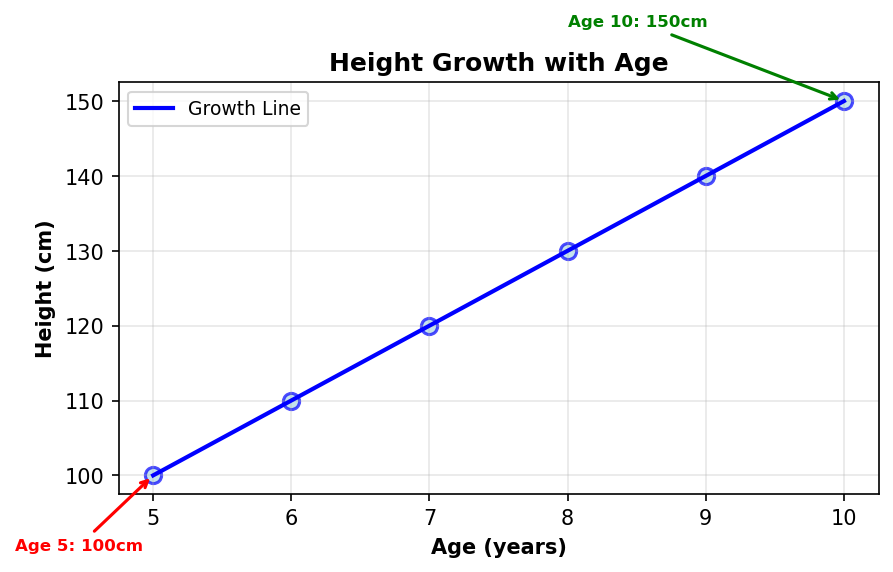 Age 10: 150cm
Height Growth with Age
Growth Line
150
140
130
120
110
100
Height (cm)
5 6 7 8 9 10
Age (years)
Age 5: 100cm